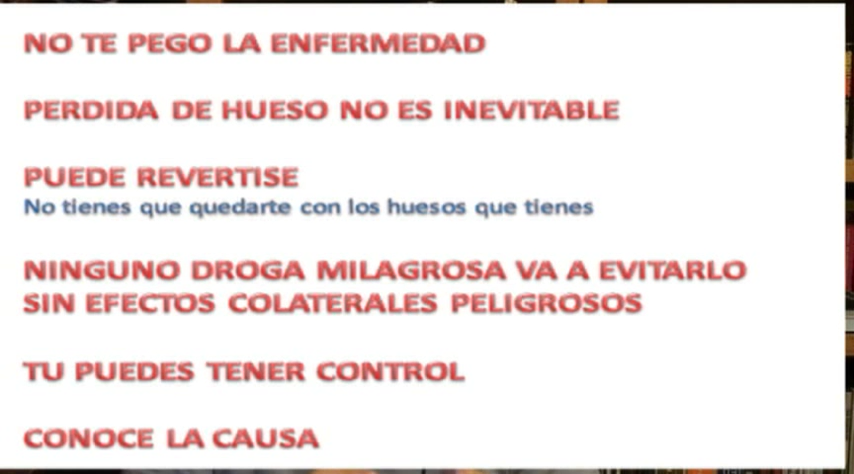 NO TE PEGO LA ENFERMEDAD
PERDIDA DE HUESO NO ES INEVITABLE
PUEDE REVERTISE
No tienes que quedarte con los huesos que tienes
NINGUNO DROGA MILAGROSA VA A EVITARLO
SIN EFECTOS COLATERALES PELIGROSOS
TU PUEDES TENER CONTROL
CONOCE LA CAUSA